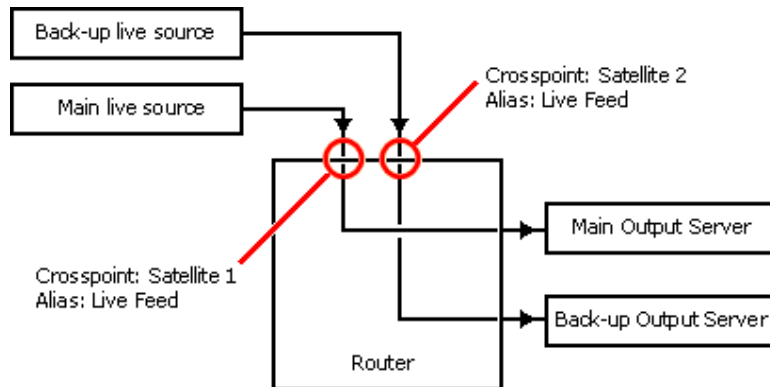 Back-up live source
Main live source
Crosspoint: Satellite 2
Alias: Live Feed
Main Output Server
Crosspoint: Satellite 1
Alias: Live Feed
Back-up Output Server
Router